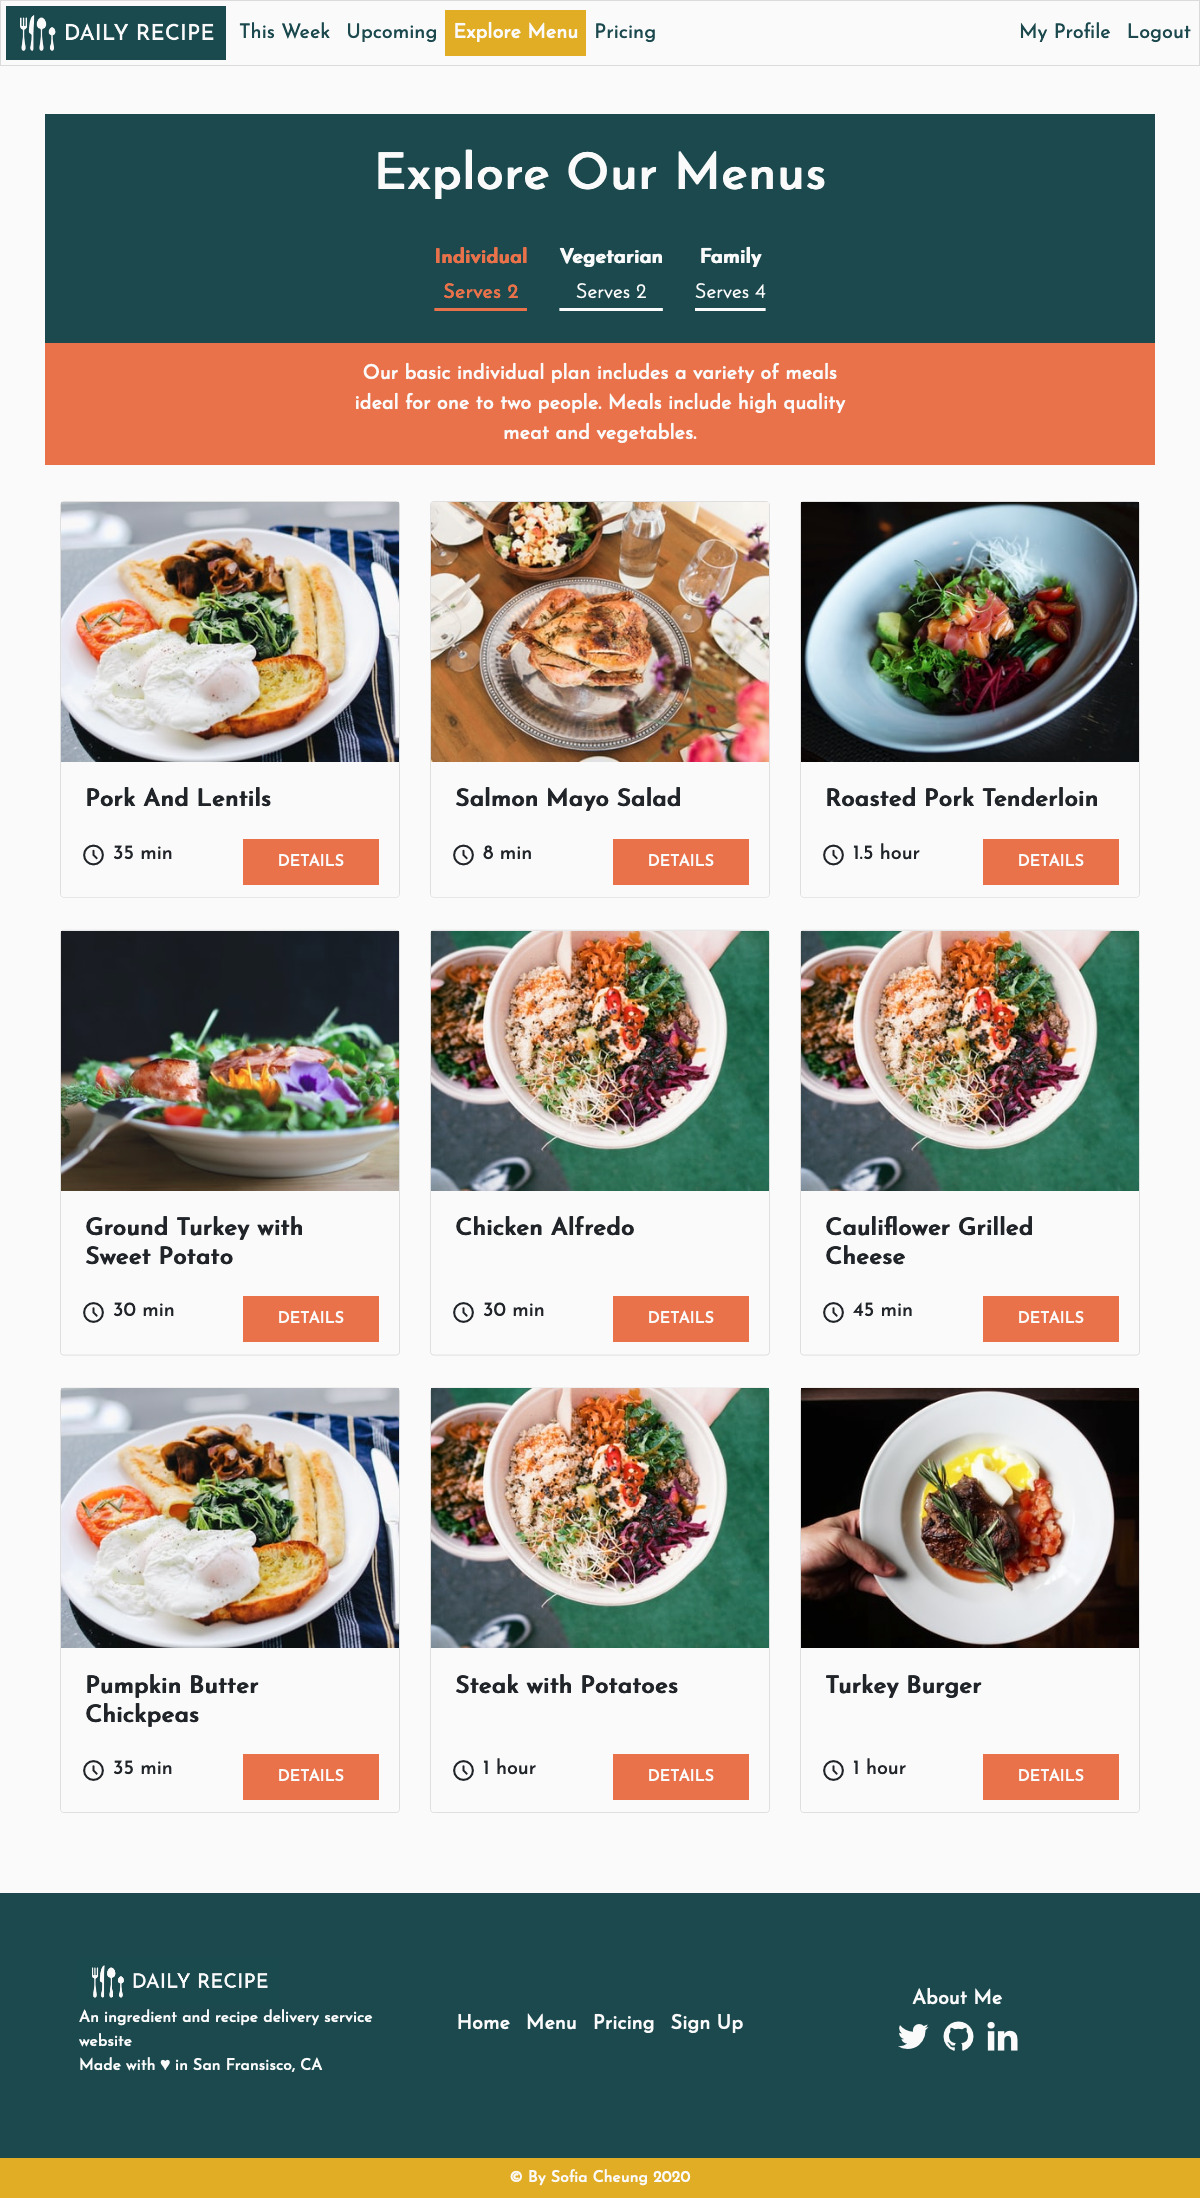 DAILY RECIPE
This Week
Upcoming
Explore Menu
Pricing
My Profile
Logout
Explore Our Menus
Individual
Serves 2
Vegetarian
Serves 2
Family
Serves 4
Our basic individual plan includes a variety of meals
ideal for one to two people. Meals include high quality
meat and vegetables.
Pork And Lentils
35 min
DETAILS
Salmon Mayo Salad
8 min
DETAILS
Roasted Pork Tenderloin
1.5 hour
DETAILS
Ground Turkey with
Sweet Potato
30 min
DETAILS
Chicken Alfredo
30 min
DETAILS
Cauliflower Grilled
Cheese
45 min
DETAILS
Pumpkin Butter
Chickpeas
35 min
DETAILS
Steak with Potatoes
1 hour
DETAILS
Turkey Burger
1 hour
DETAILS
DAILY RECIPE
An ingredient and recipe delivery service
website
Made with ♥ in San Fransisco, CA
Home
Menu
Pricing
Sign Up
About Me
© By Sofia Cheung 2020